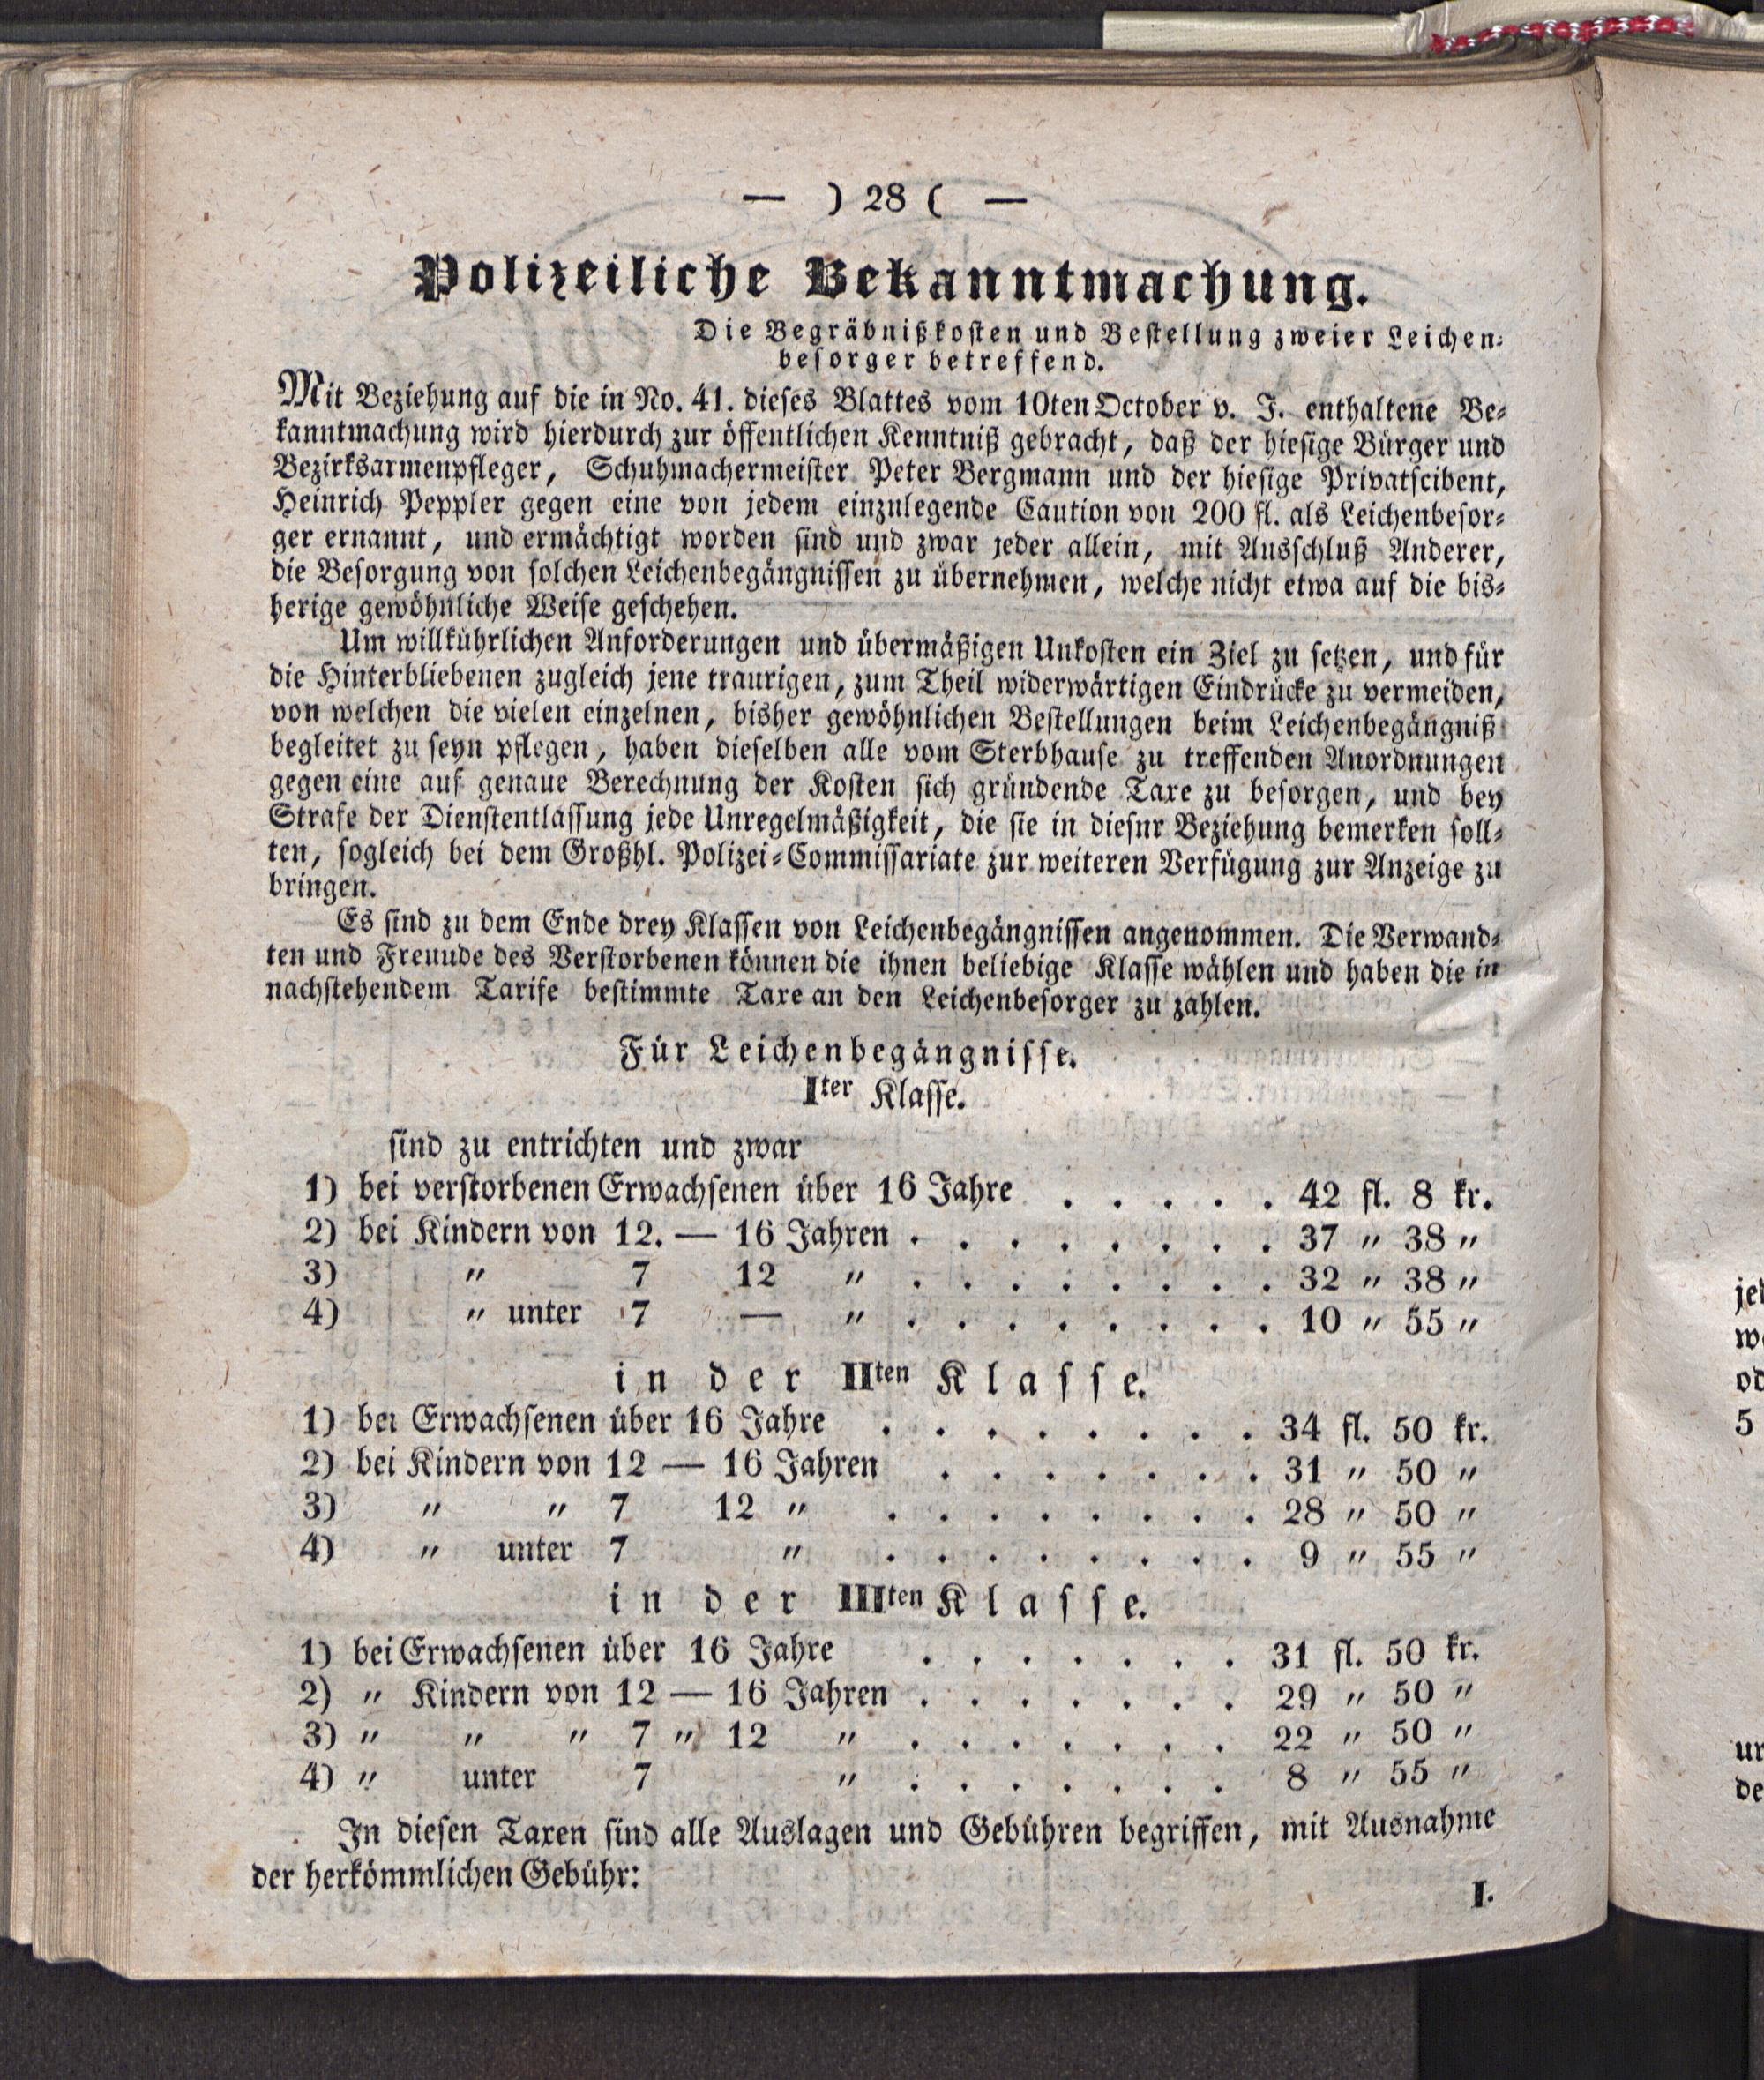 — ) 28 ( —
Polizeiliche Bekanntmachung.
Die Begräbnißkosten und Bestellung zweier Leichen-
besorger betreffend.
Mit Beziehung auf die in No. 41. dieses Blattes vom 10ten October v. J. enthaltene Be-
kanntmachung wird hierdurch zur öffentlichen Kenntniß gebracht, daß der hiesige Bürger und
Bezirksarmenpfleger, Schuhmachermeister Peter Bergmann und der hiesige Privatscibent,
Heinrich Peppler gegen eine von jedem einzulegende Caution von 200 fl. als Leichenbesor-
ger ernannt, und ermächtigt worden sind und zwar jeder allein, mit Ausschluß Anderer,
die Besorgung von solchen Leichenbegängnissen zu übernehmen, welche nicht etwa auf die bis-
herige gewöhnliche Weise geschehen.
Um willkührlichen Anforderungen und übermäßigen Unkosten ein Ziel zu setzen, und für
die Hinterbliebenen zugleich jene traurigen, zum Theil widerwärtigen Eindrücke zu vermeiden,
von welchen die vielen einzelnen, bisher gewöhnlichen Bestellungen beim Leichenbegängniß
begleitet zu seyn pflegen, haben dieselben alle vom Sterbhause zu treffenden Anordnungen
gegen eine auf genaue Berechnung der Kosten sich gründende Taxe zu besorgen, und bey
Strafe der Dienstentlassung jede Unregelmäßigkeit, die sie in diesnr Beziehung bemerken soll-
ten, sogleich bei dem Großhl. Polizei-Commissariate zur weiteren Verfügung zur Anzeige zu
bringen.
Es sind zu dem Ende drey Klassen von Leichenbegängnissen angenommen. Die Verwand-
ten und Freuude des Verstorbenen können die ihnen beliebige Klasse wählen und haben die in
nachstehendem Tarife bestimmte Taxe an den Leichenbesorger zu zahlen.
Für Leichenbegängnisse.
Iter Klasse.
sind zu entrichten und zwar
1) bei verstorbenen Erwachsenen über 16 Jahre . . . . . 42 fl. 8 kr.
2) bei Kindern von 12. — 16 Jahren . . . . . . . . 37 " 38 "
3) " 7 12 " . . . . . . . . 32 " 38 "
4) " unter 7 — " . . . . . . . . 10 " 55 "
in der IIten Klasse.
1) bei Erwachsenen über 16 Jahre . . . . . . . . 34 fl. 50 kr.
2) bei Kindern von 12 — 16 Jahren . . . . . . . 31 " 50 "
3) " " 7 12 " . . . . . . . . 28 " 50 "
4) " unter 7 " . . . . . . . . 9 " 55 "
in der IIIten Klasse.
1) bei Erwachsenen über 16 Jahre . . . . . . . 31 fl. 50 kr.
2) " Kindern von 12 — 16 Jahren . . . . . . . 29 " 50 "
3) " " " 7 " 12 " . . . . . . . 22 " 50 "
4) " unter 7 " . . . . . . . 8 " 55 "
In diesen Taxen sind alle Auslagen und Gebühren begriffen, mit Ausnahme
der herkömmlichen Gebühr:
I.